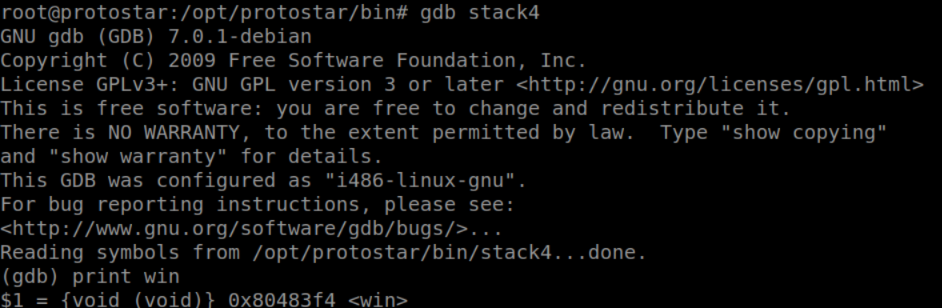 root@protostar:/opt/protostar/bin# gdb stack4
GNU gdb (GDB) 7.0.1-debian
Copyright (C) 2009 Free Software Foundation, Inc.
License GPLv3+: GNU GPL version 3 or later <http://gnu.org/licenses/gpl.html>
This is free software: you are free to change and redistribute it.
There is NO WARRANTY, to the extent permitted by law.  Type "show copying"
and "show warranty" for details.
This GDB was configured as "i486-linux-gnu".
For bug reporting instructions, please see:
<http://www.gnu.org/software/gdb/bugs/>...
Reading symbols from /opt/protostar/bin/stack4...done.
(gdb) print win
$1 = {void (void)} 0x80483f4 <win>